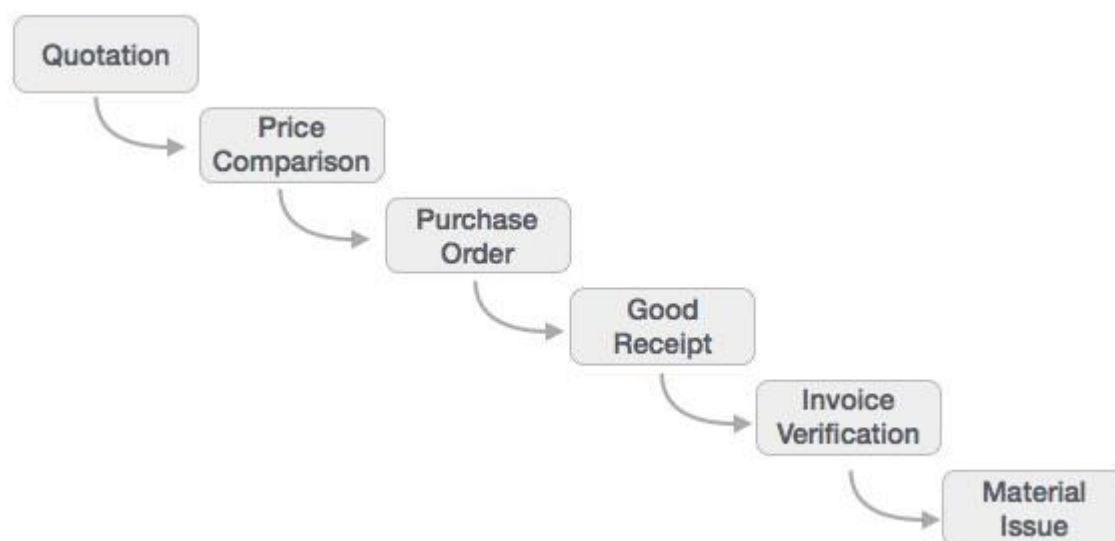 Quotation
Price
Comparison
Purchase
Order
Good
Receipt
Invoice
Verification
Material
Issue